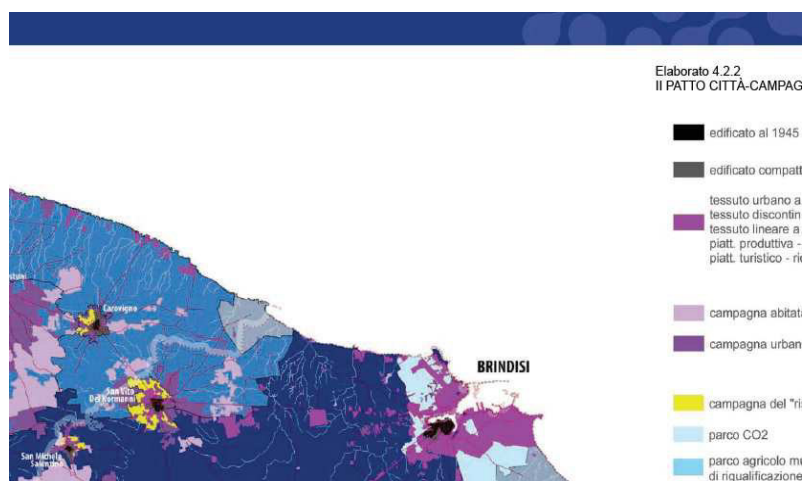 Elaborato 4.2.2
Il PATTO CITTÀ-CAMPAG
edificato al 1945
edificato compatt
tessuto urbano a
tessuto discontin
tessuto lineare a
piatt. produttiva -
piatt. turistico - ri
campagna abitat
campagna urban
campagna del "ri
parco CO2
parco agricolo mu
di riqualificazione
Carovigno
BRINDISI
San Vito
Dei Normanni
San Michele
Salentino